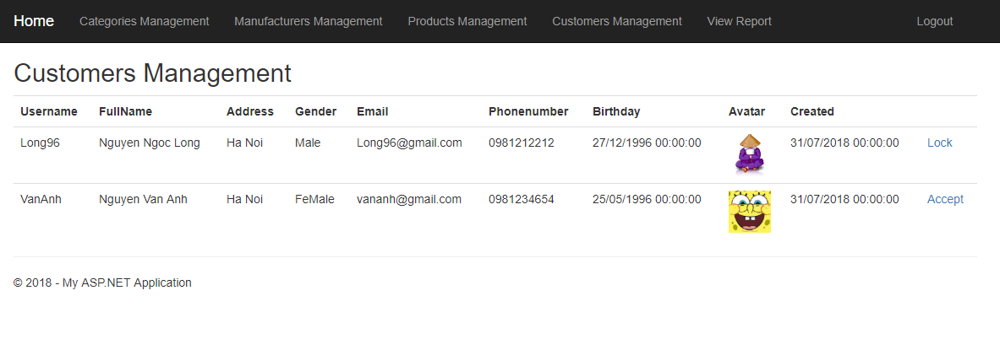 Home Categories Management Manufacturers Management Products Management Customers Management View Report Logout
Customers Management
Username FullName Address Gender Email Phonenumber Birthday Avatar Created
Long96 Nguyen Ngoc Long Ha Noi Male Long96@gmail.com 0981212212 27/12/1996 00:00:00 31/07/2018 00:00:00 Lock
VanAnh Nguyen Van Anh Ha Noi FeMale vananh@gmail.com 0981234654 25/05/1996 00:00:00 31/07/2018 00:00:00 Accept
© 2018 - My ASP.NET Application